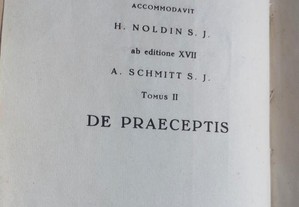 ACCOMMODAVIT
H. NOLDIN S. J.
ab editione XVII
A. SCHMITT S. J.
TOMUS II
DE PRAECEPTIS